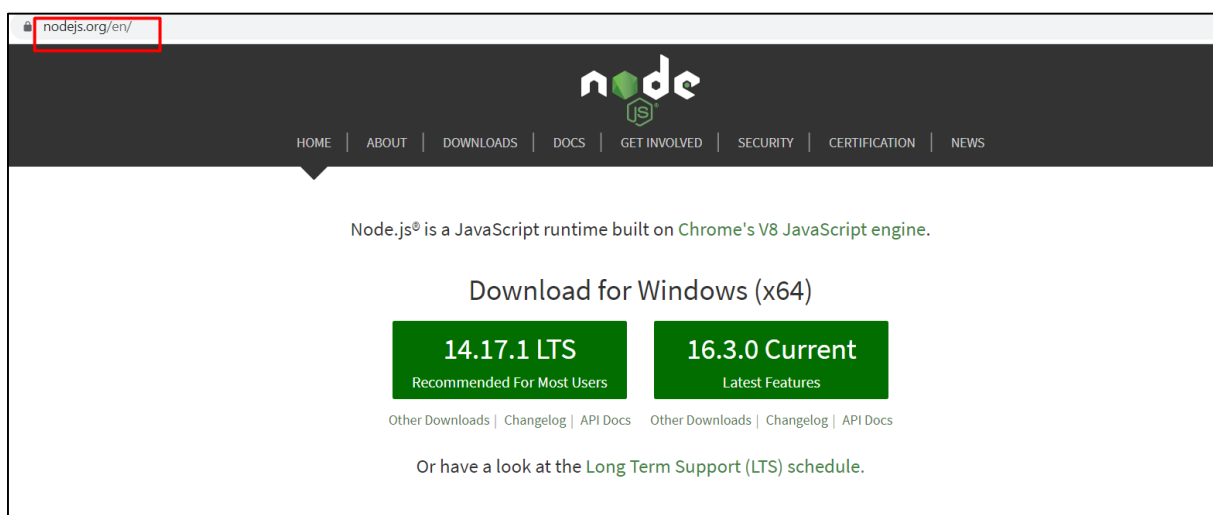 nodejs.org/en/
node
JS®
HOME | ABOUT | DOWNLOADS | DOCS | GET INVOLVED | SECURITY | CERTIFICATION | NEWS
Node.js® is a JavaScript runtime built on Chrome's V8 JavaScript engine.
Download for Windows (x64)
14.17.1 LTS 16.3.0 Current
Recommended For Most Users Latest Features
Other Downloads | Changelog | API Docs Other Downloads | Changelog | API Docs
Or have a look at the Long Term Support (LTS) schedule.